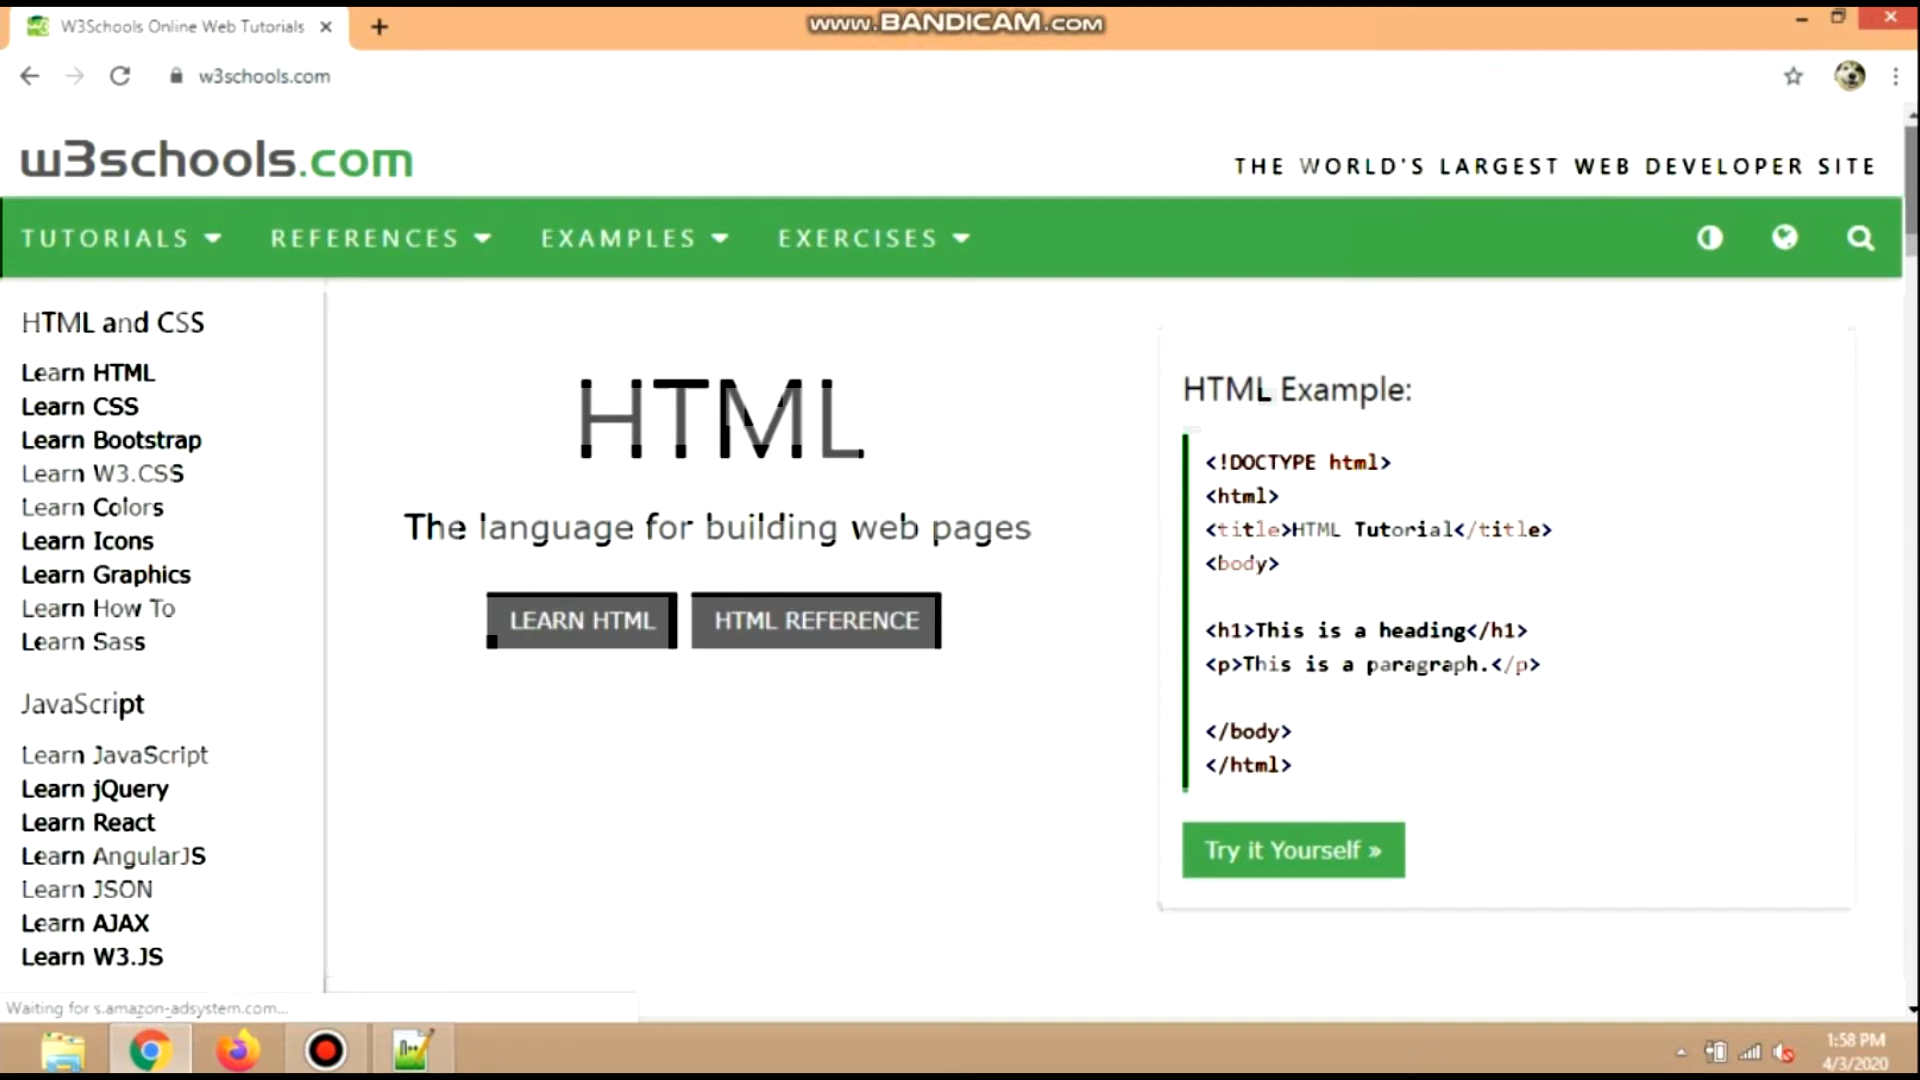 W3Schools Online Web Tutorials
www.BANDICAM.com
w3schools.com
w3schools.com
THE WORLD'S LARGEST WEB DEVELOPER SITE
TUTORIALS
REFERENCES
EXAMPLES
EXERCISES
HTML and CSS
Learn HTML
Learn CSS
Learn Bootstrap
Learn W3.CSS
Learn Colors
Learn Icons
Learn Graphics
Learn How To
Learn Sass
JavaScript
Learn JavaScript
Learn jQuery
Learn React
Learn AngularJS
Learn JSON
Learn AJAX
Learn W3.JS
HTML
The language for building web pages
LEARN HTML
HTML REFERENCE
HTML Example:
<!DOCTYPE html>
<html>
<title>HTML Tutorial</title>
<body>
<h1>This is a heading</h1>
<p>This is a paragraph.</p>
</body>
</html>
Try it Yourself »
Waiting for s.amazon-adsystem.com...
1:58 PM
4/3/2020